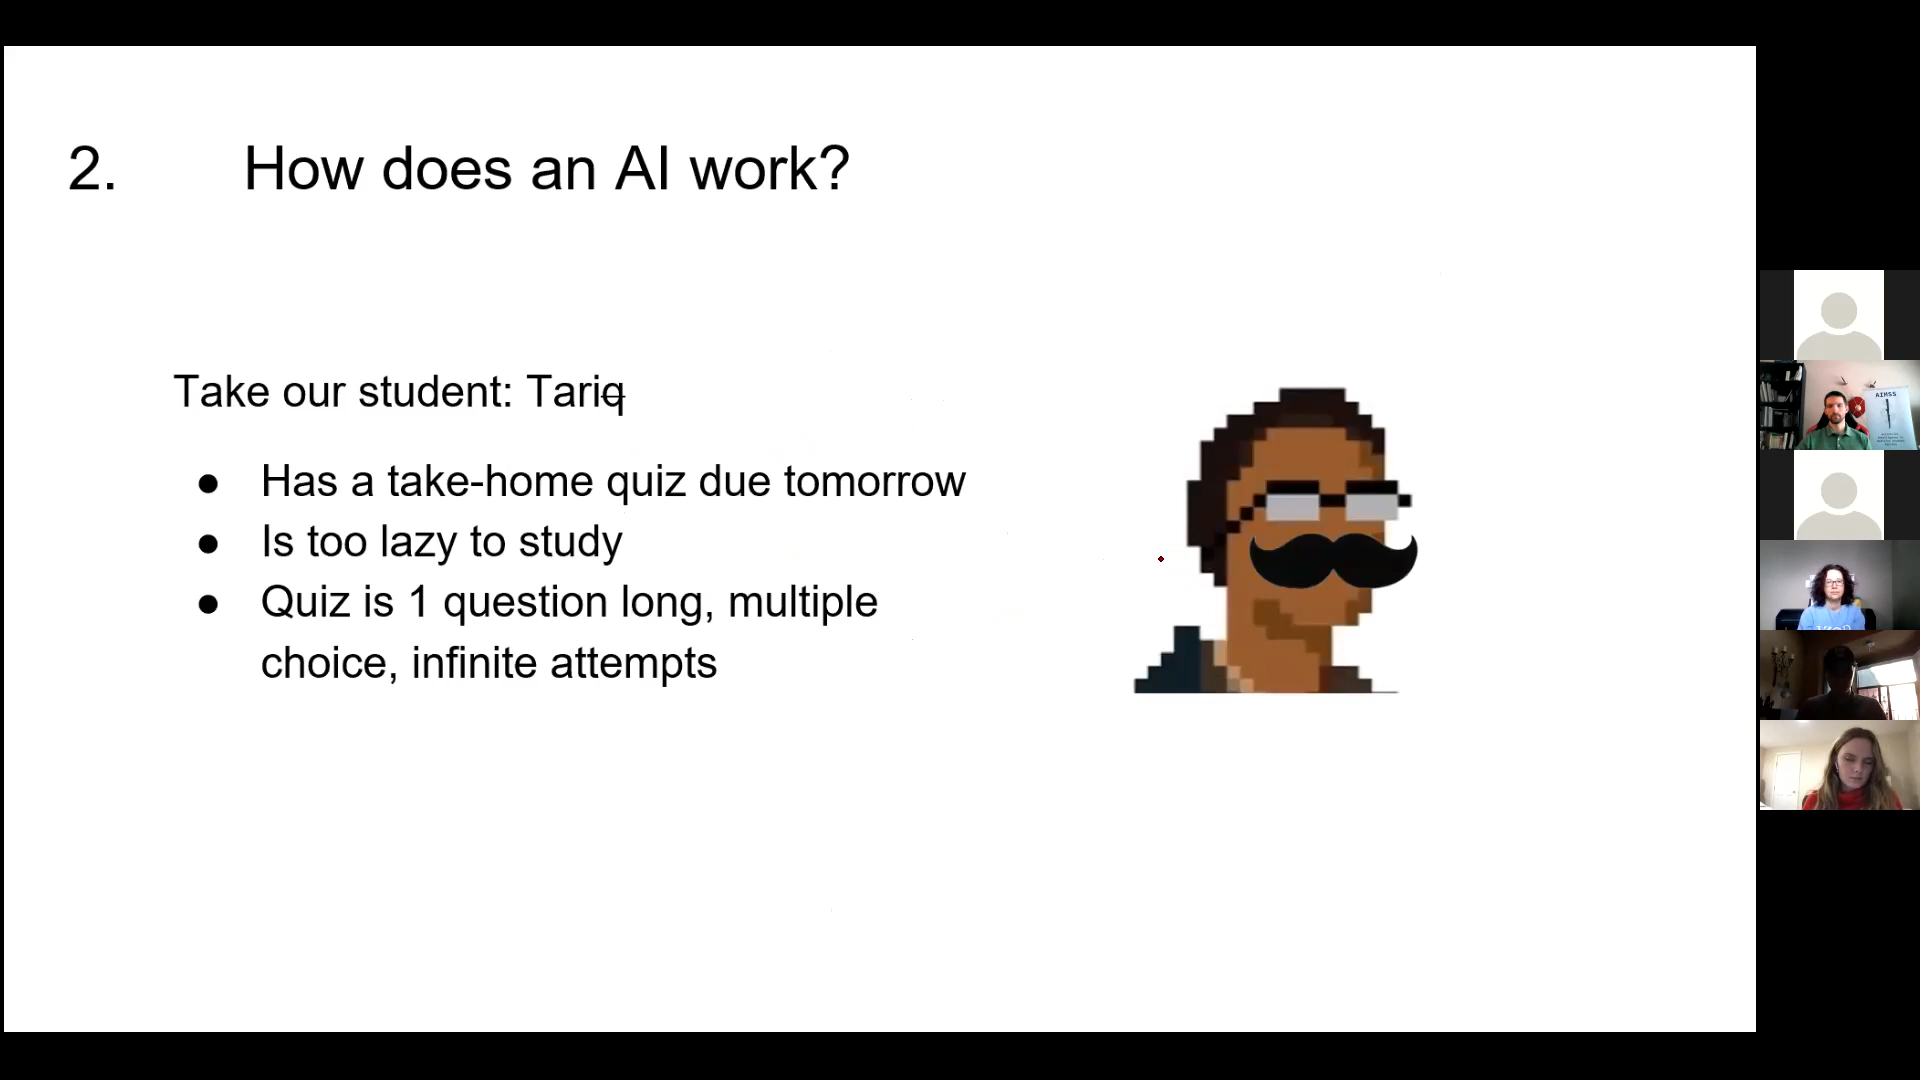 2. How does an AI work?
Take our student: Tariq
● Has a take-home quiz due tomorrow
● Is too lazy to study
● Quiz is 1 question long, multiple
choice, infinite attempts
AIMSS